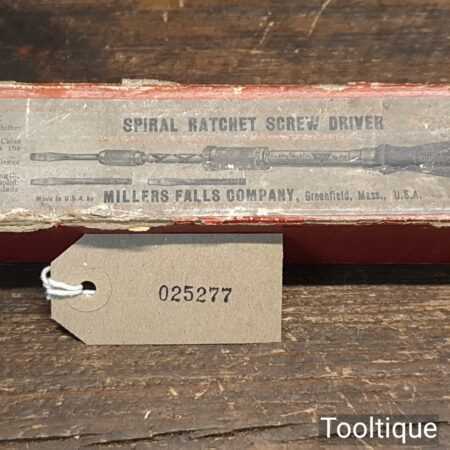 SPIRAL RATCHET SCREW DRIVER
Made in U.S.A. by MILLERS FALLS COMPANY, Greenfield, Mass., U.S.A.
025277
Tooltique